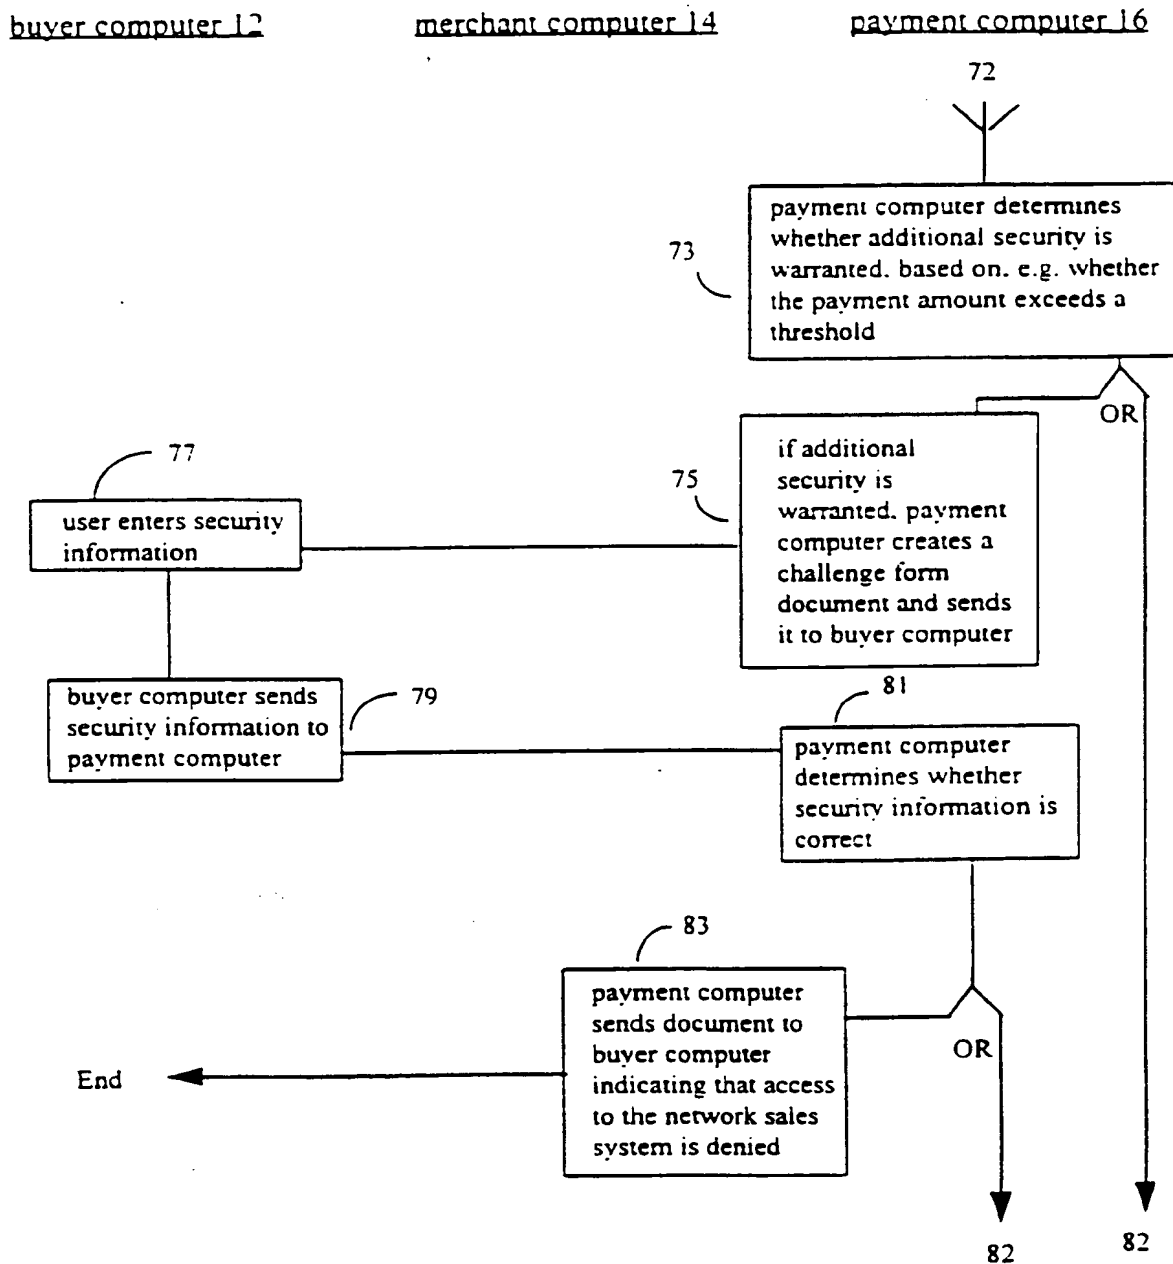 buyer computer 12
merchant computer 14
payment computer 16
72
payment computer determines
whether additional security is
warranted, based on, e.g. whether
the payment amount exceeds a
threshold
73
OR
if additional
security is
warranted, payment
computer creates a
challenge form
document and sends
it to buyer computer
75
77
user enters security
information
buyer computer sends
security information to
payment computer
79
81
payment computer
determines whether
security information is
correct
83
payment computer
sends document to
buyer computer
indicating that access
to the network sales
system is denied
OR
End
82
82